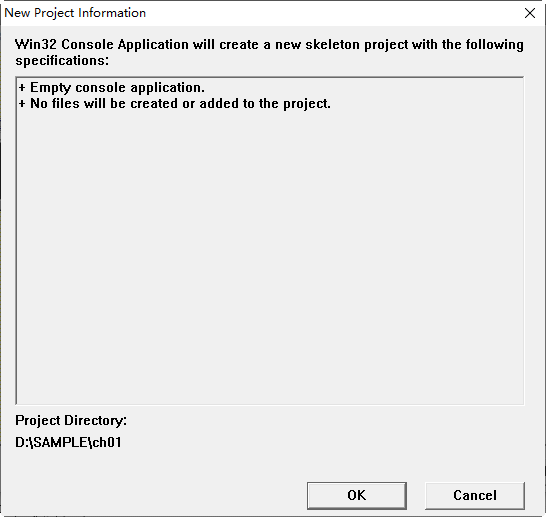 New Project Information
Win32 Console Application will create a new skeleton project with the following
specifications:
+ Empty console application.
+ No files will be created or added to the project.
Project Directory:
D:\SAMPLE\ch01
OK
Cancel